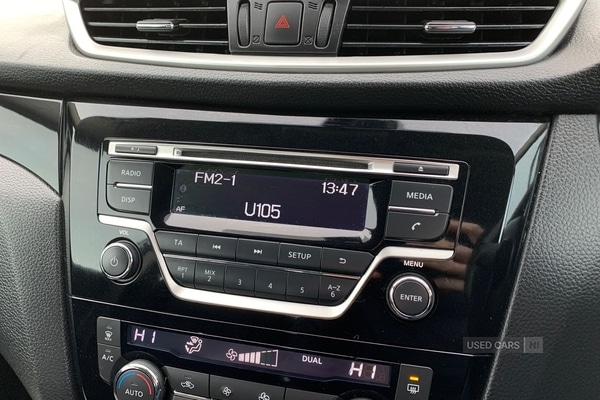 RADIO
DISP
FM2-1
13:47
AF
U105
MEDIA
VOL
TA
SETUP
RPT
1
MIX
2
3
4
5
A-Z
6
MENU
ENTER
USED CARS NI
A/C
HI
DUAL
HI
AUTO